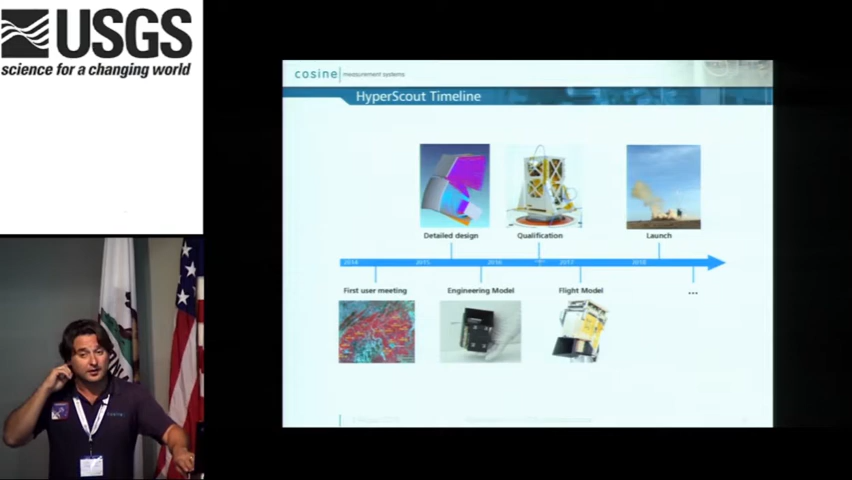 USGS
science for a changing world
cosine measurement systems
HyperScout Timeline
Detailed design
Qualification
Launch
2014
2015
2016
2017
2018
First user meeting
Engineering Model
Flight Model
...
cosine